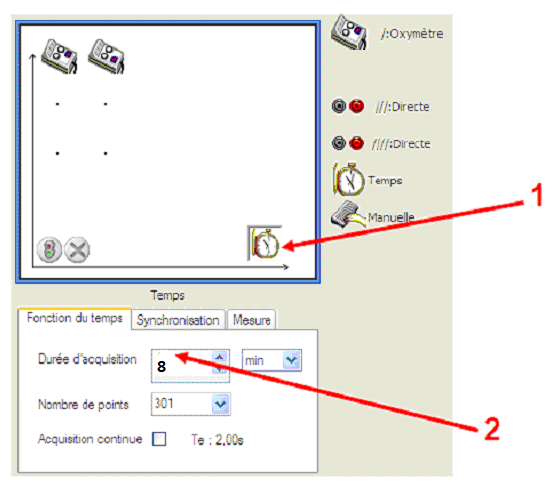 /:Oxymètre
///:Directe
////:Directe
Temps
Manuelle
1
Temps
Fonction du temps Synchronisation Mesure
Durée d'acquisition 8 min
Nombre de points 301
2
Acquisition continue Te : 2,00s